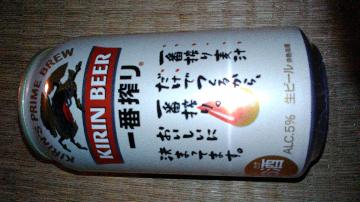 KIRIN'S PRIME BREW
KIRIN BEER
一番搾り®
一番搾り麦汁
だけでつくるから、
一番搾り。
おいしいに
決まってます。
ALC.5% 生ビール
酒